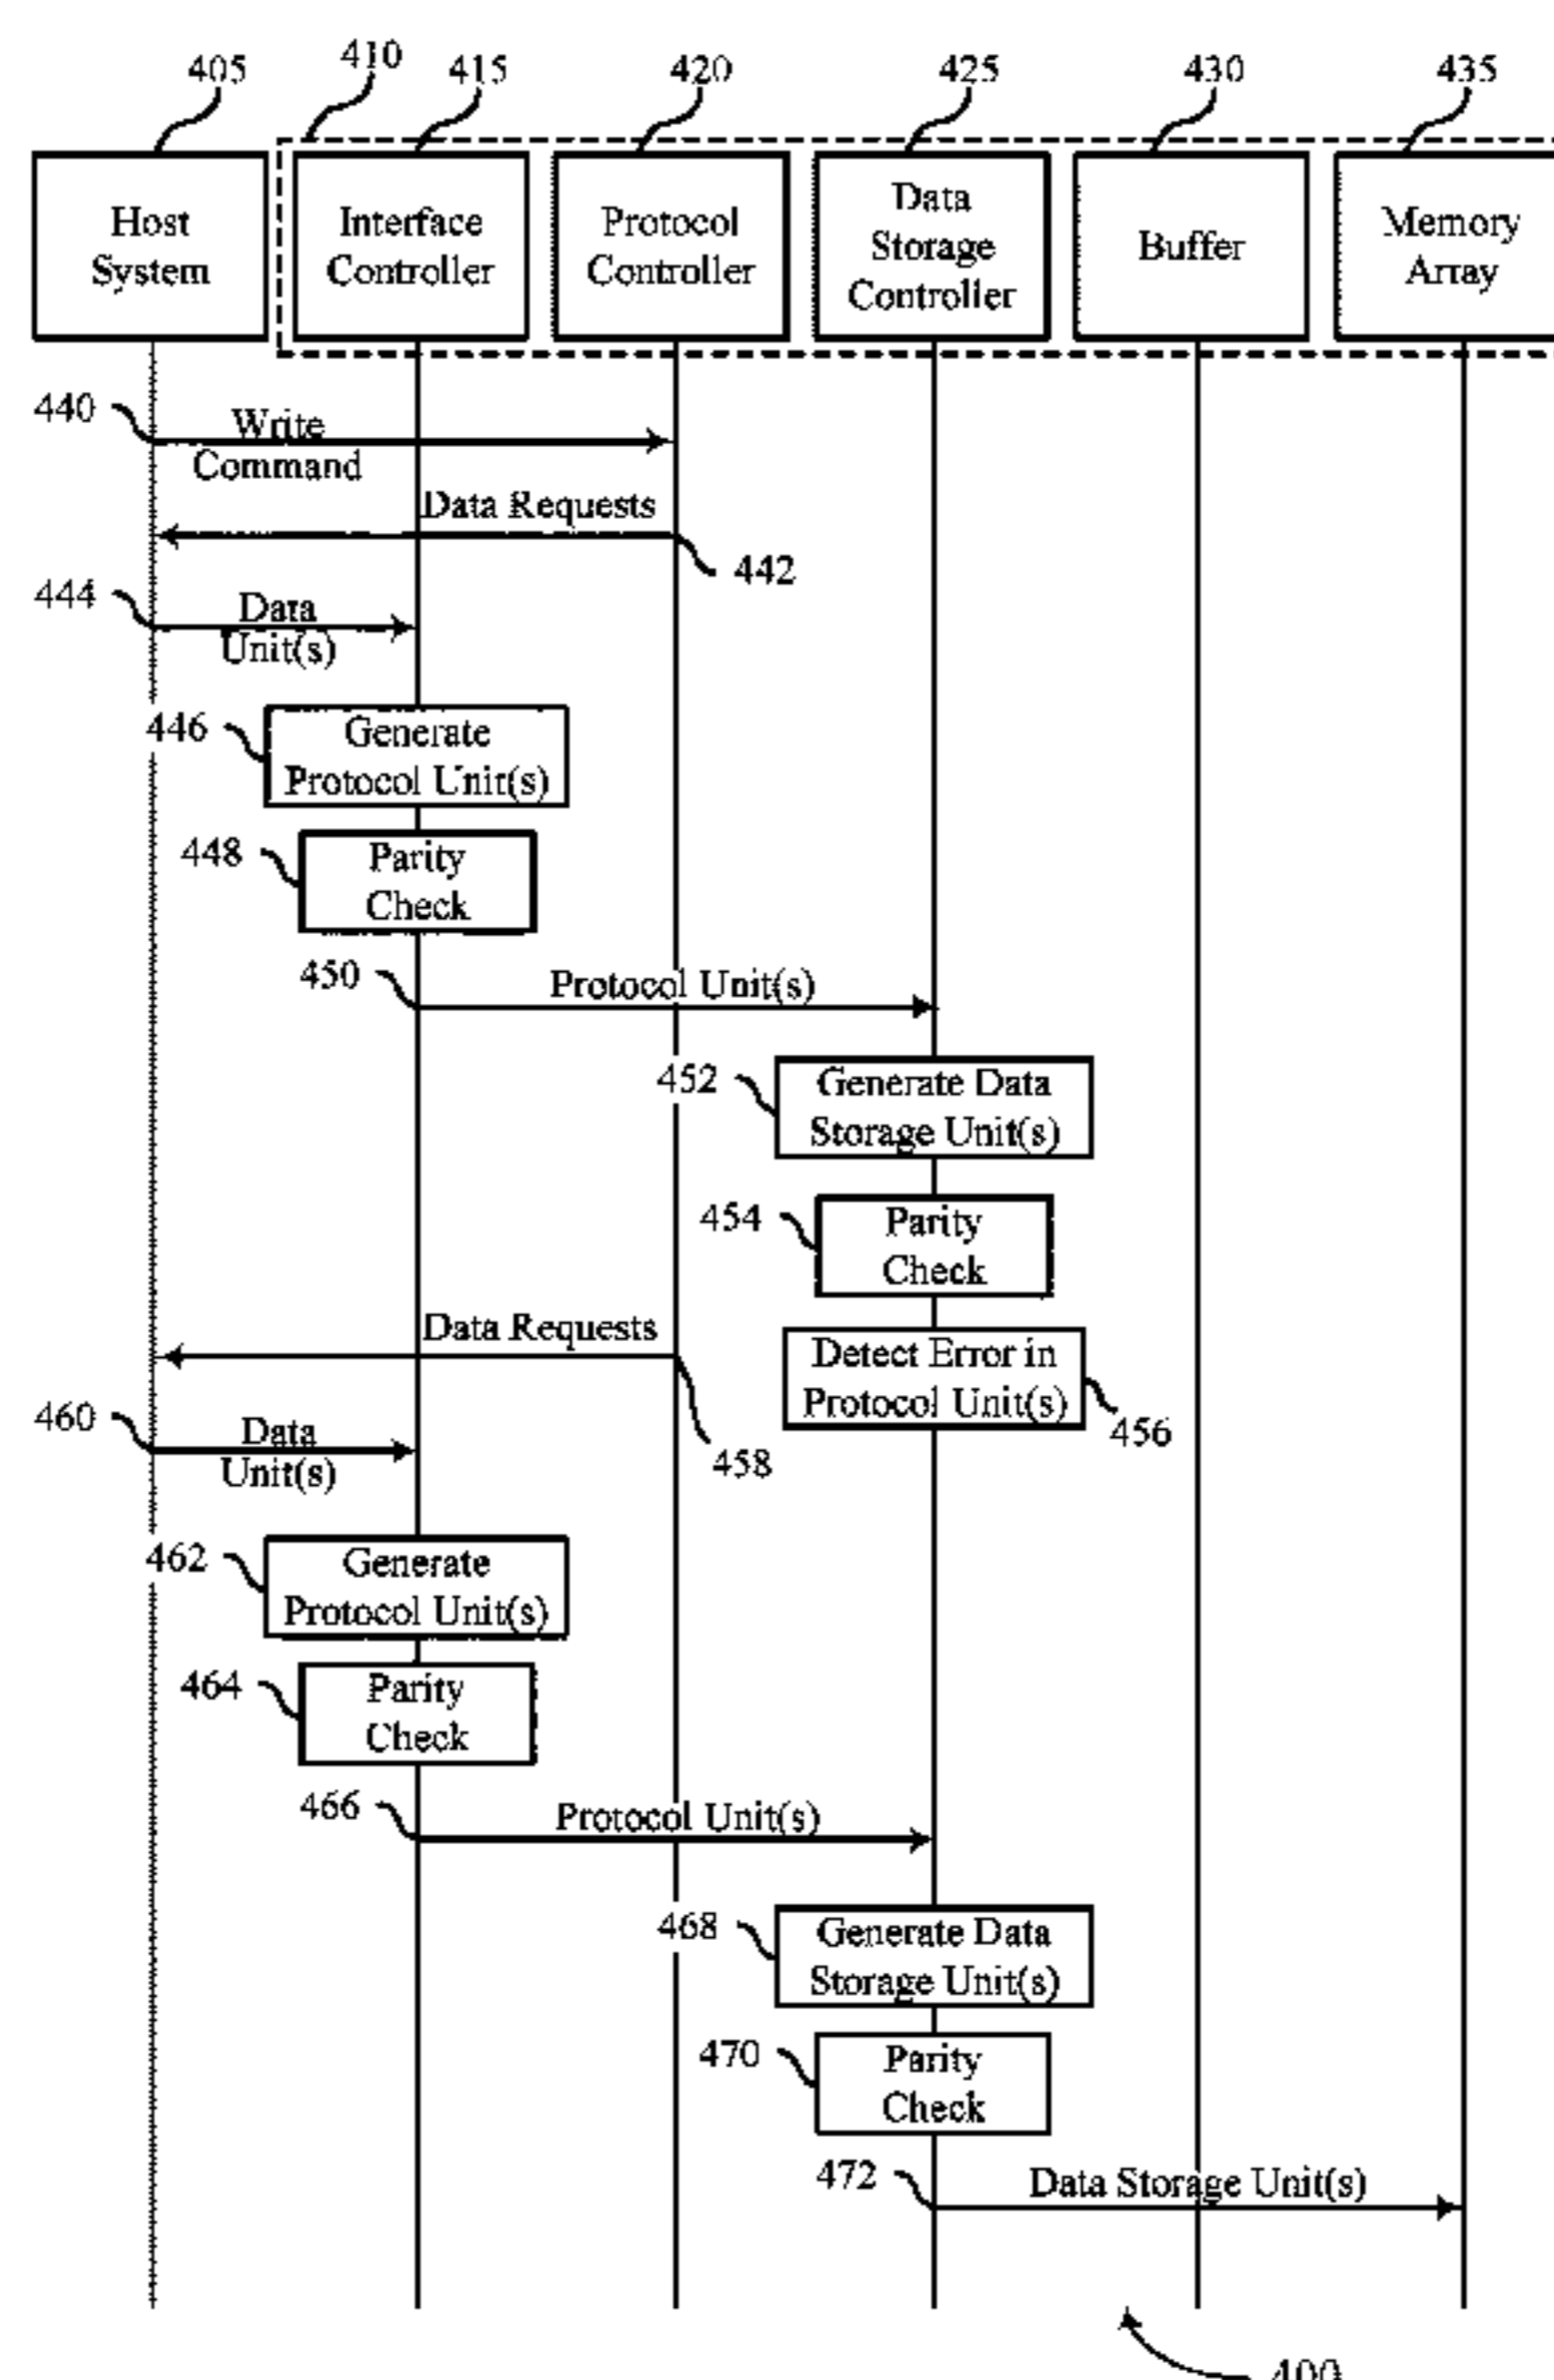 405
410
415
420
425
430
435
Host
System
Interface
Controller
Protocol
Controller
Data
Storage
Controller
Buffer
Memory
Array
440
Write
Command
Data Requests
442
444
Data
Unit(s)
446
Generate
Protocol Unit(s)
448
Parity
Check
450
Protocol Unit(s)
452
Generate Data
Storage Unit(s)
454
Parity
Check
Data Requests
458
Detect Error in
Protocol Unit(s)
456
460
Data
Unit(s)
462
Generate
Protocol Unit(s)
464
Parity
Check
466
Protocol Unit(s)
468
Generate Data
Storage Unit(s)
470
Parity
Check
472
Data Storage Unit(s)
400